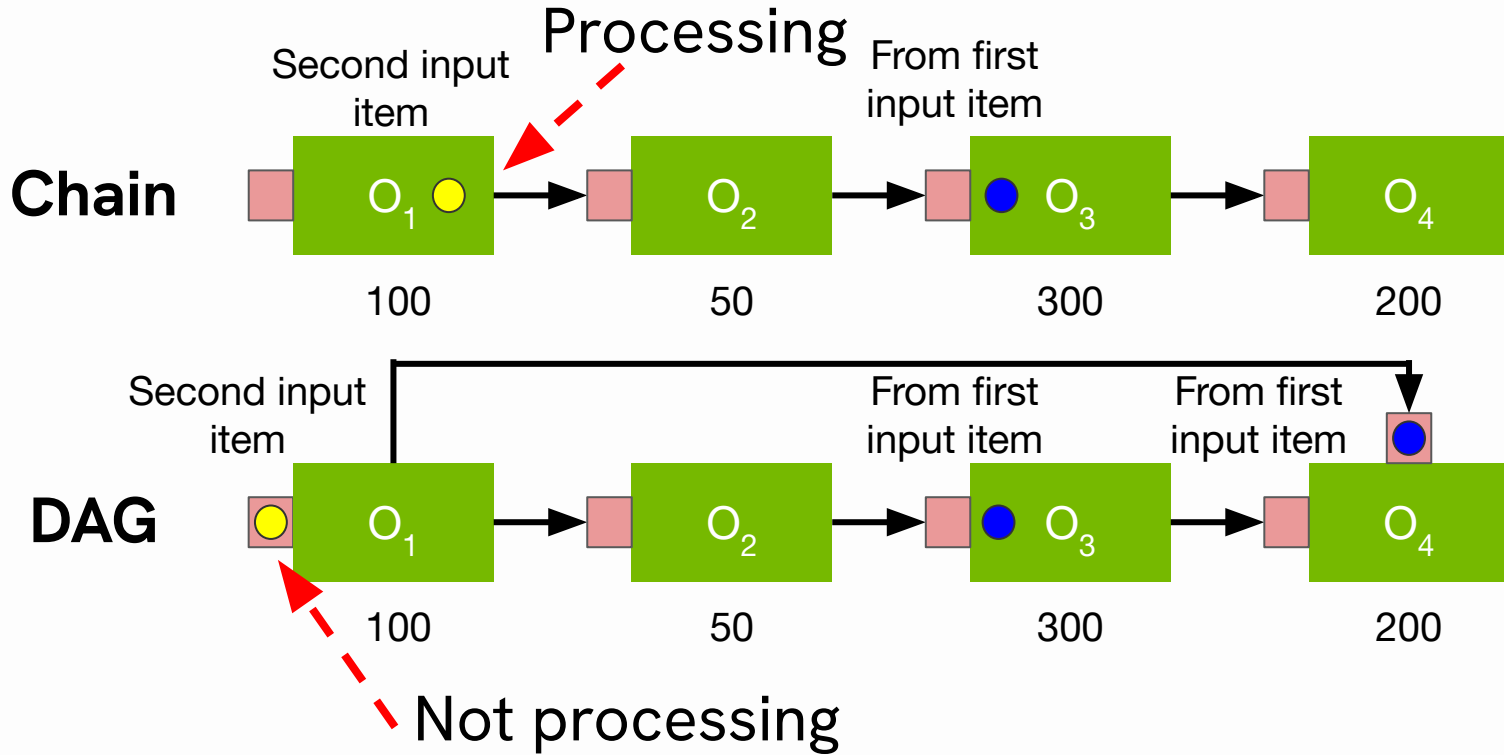 Processing
Second input
item
From first
input item
Chain
O1
O2
O3
O4
100
50
300
200
Second input
item
From first
input item
From first
input item
DAG
O1
O2
O3
O4
100
50
300
200
Not processing